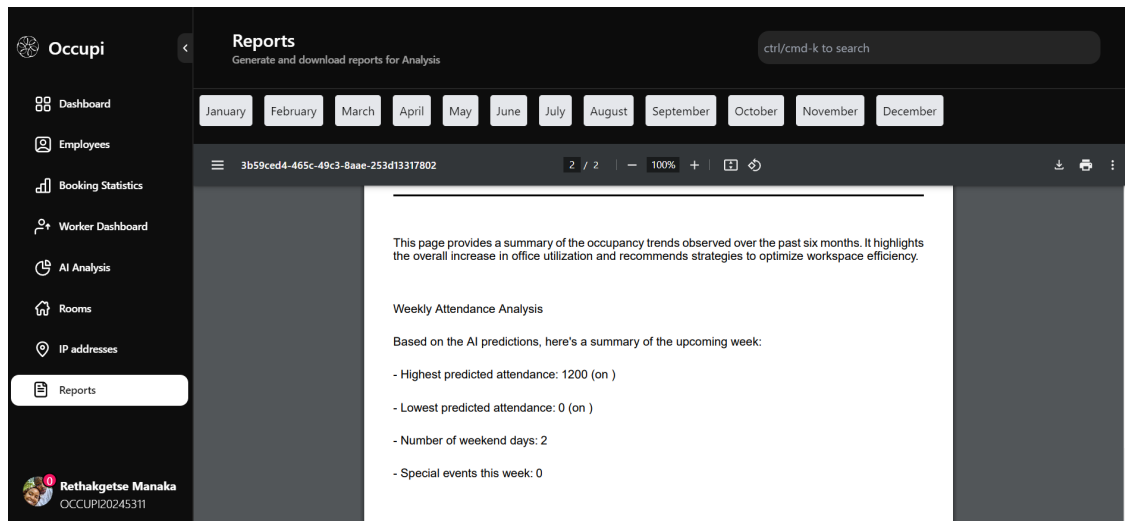 Occupi
Reports
Generate and download reports for Analysis
ctrl/cmd-k to search
Dashboard
Employees
Booking Statistics
Worker Dashboard
AI Analysis
Rooms
IP addresses
Reports
0
Rethakgetse Manaka
OCCUPI20245311
January February March April May June July August September October November December
3b59ced4-465c-49c3-8aae-253d13317802 2 / 2 100%
This page provides a summary of the occupancy trends observed over the past six months. It highlights
the overall increase in office utilization and recommends strategies to optimize workspace efficiency.
Weekly Attendance Analysis
Based on the AI predictions, here's a summary of the upcoming week:
- Highest predicted attendance: 1200 (on )
- Lowest predicted attendance: 0 (on )
- Number of weekend days: 2
- Special events this week: 0